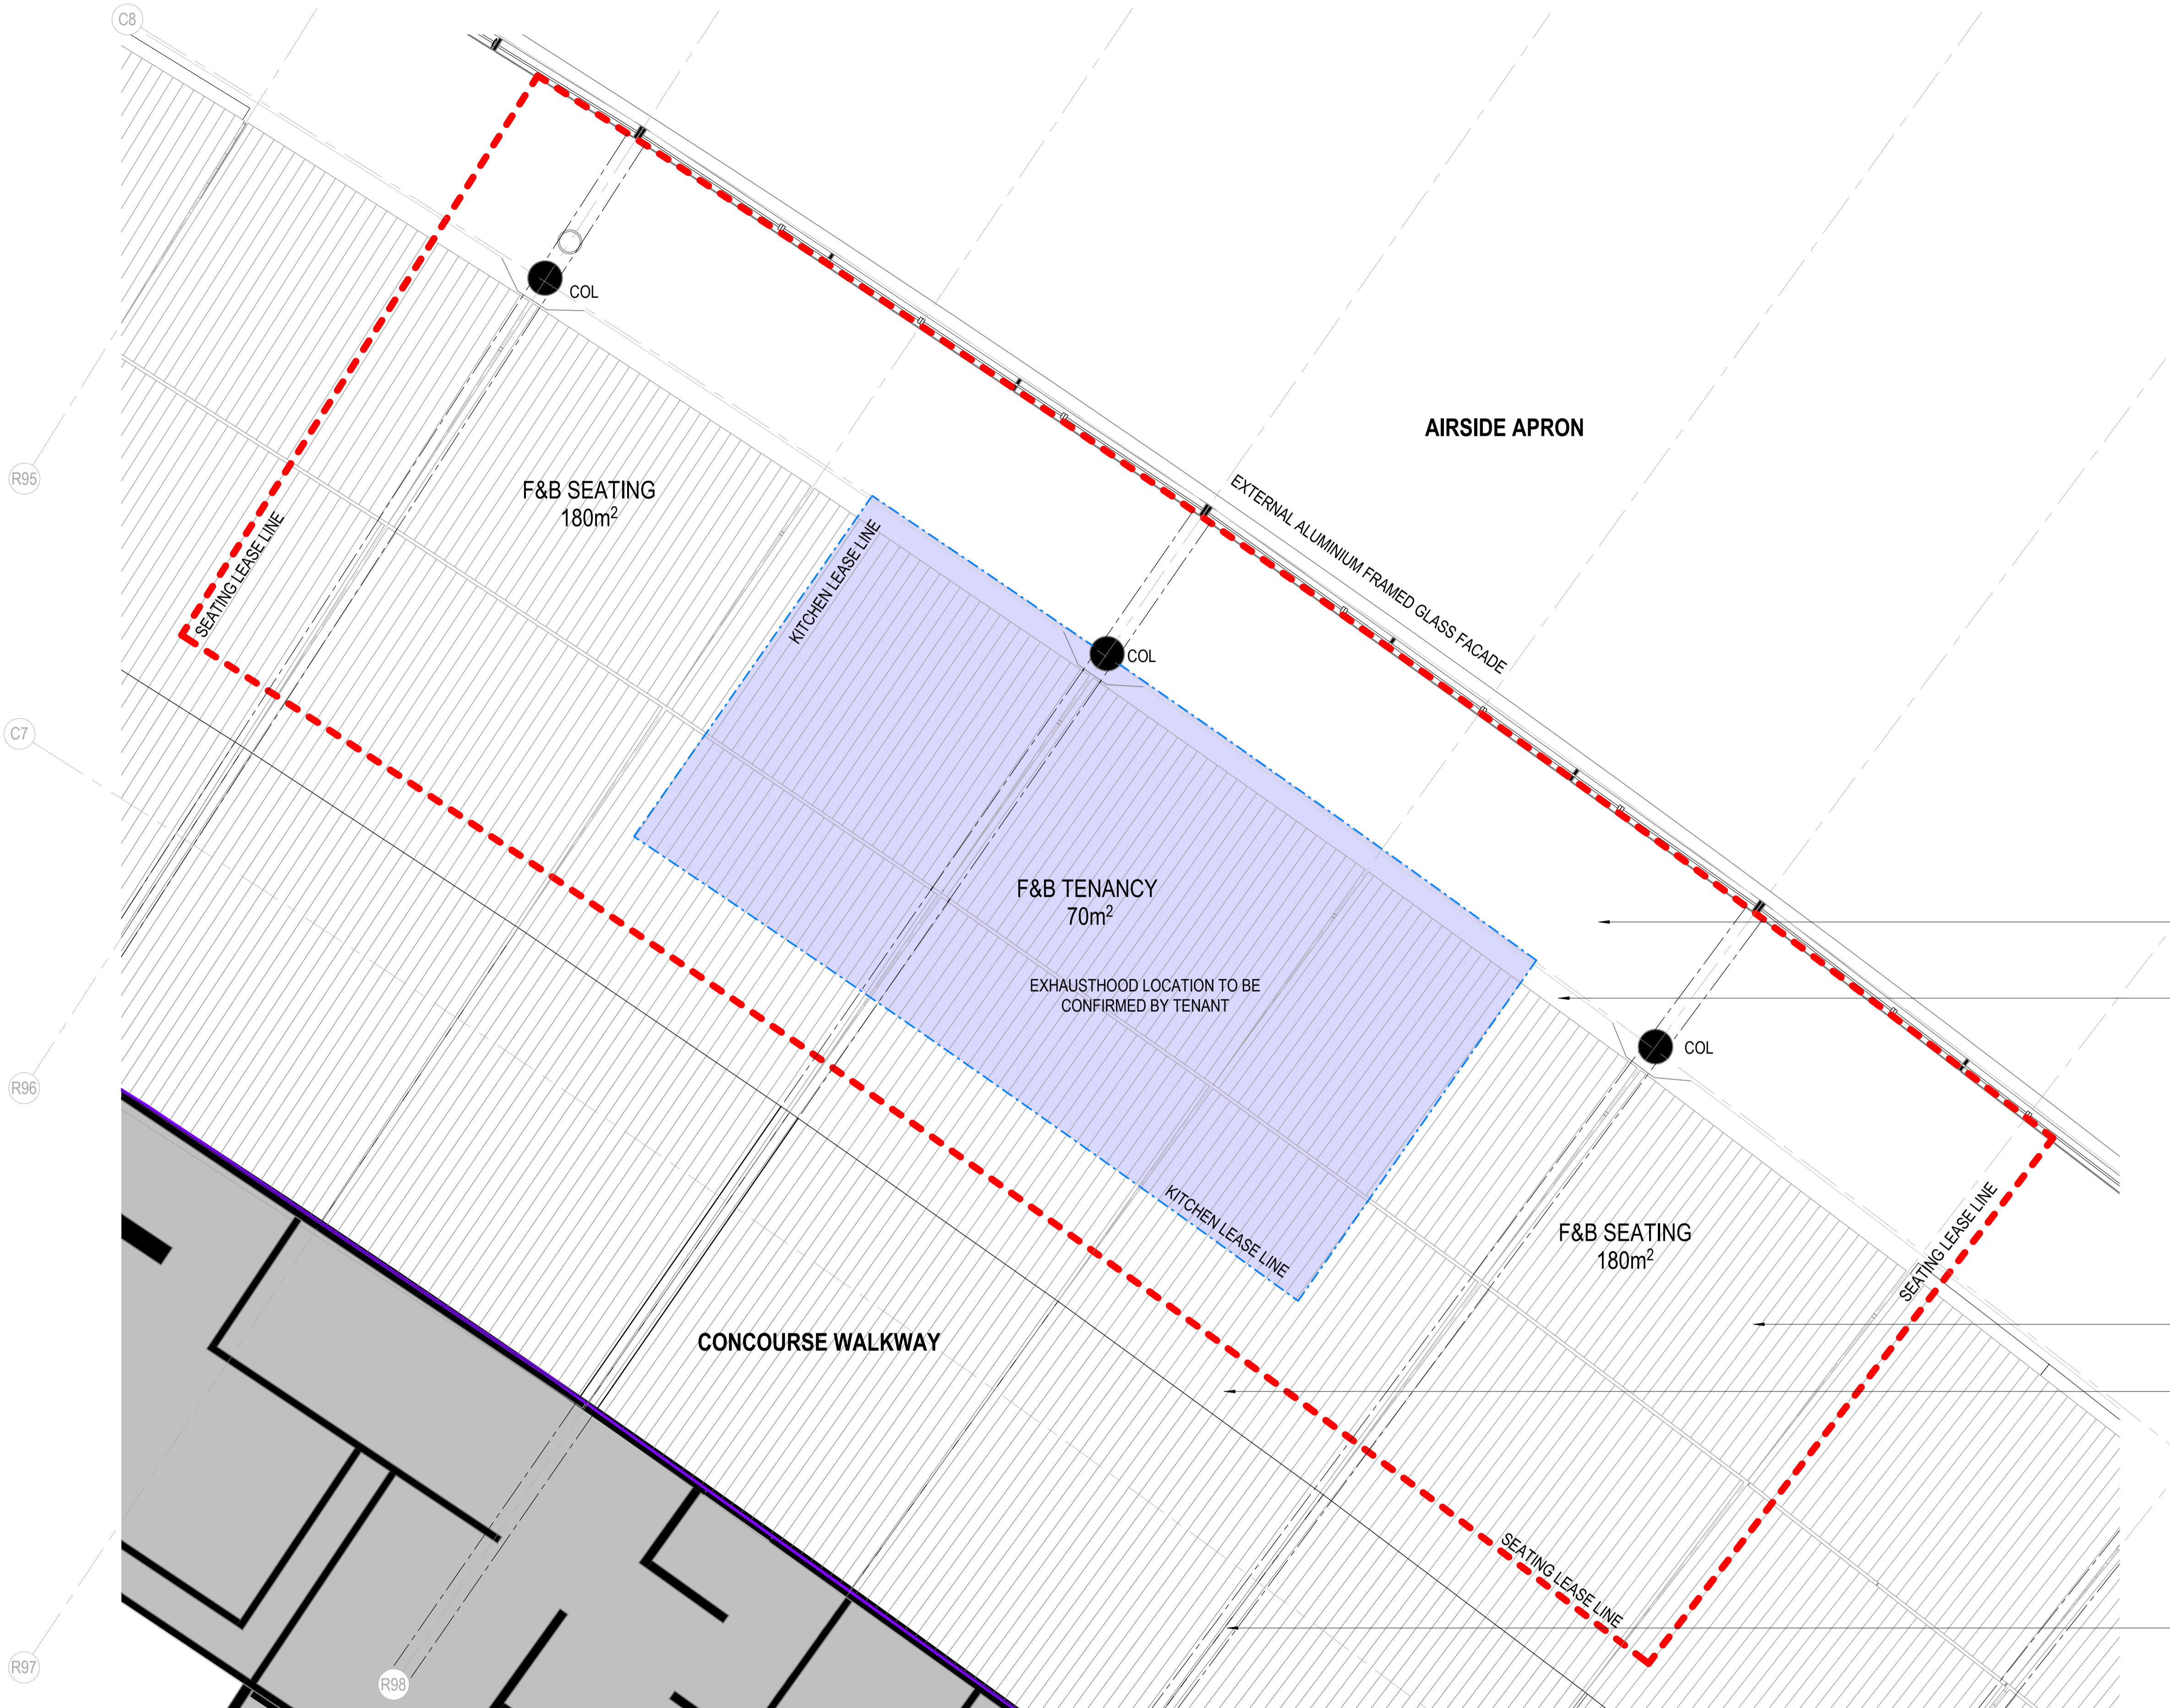 C8
COL
AIRSIDE APRON
R95
F&B SEATING
180m²
EXTERNAL ALUMINIUM FRAMED GLASS FACADE
SEATING LEASE LINE
KITCHEN LEASE LINE
COL
C7
F&B TENANCY
70m²
EXHAUSTHOOD LOCATION TO BE
CONFIRMED BY TENANT
COL
R96
KITCHEN LEASE LINE
F&B SEATING
180m²
SEATING LEASE LINE
CONCOURSE WALKWAY
SEATING LEASE LINE
R97
R98